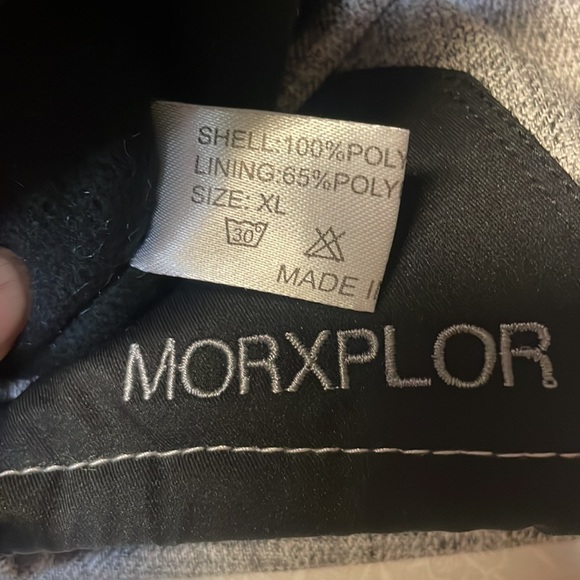 SHELL:100%POLY
LINING:65%POLY
SIZE: XL
30°
MADE I
MORXPLOR